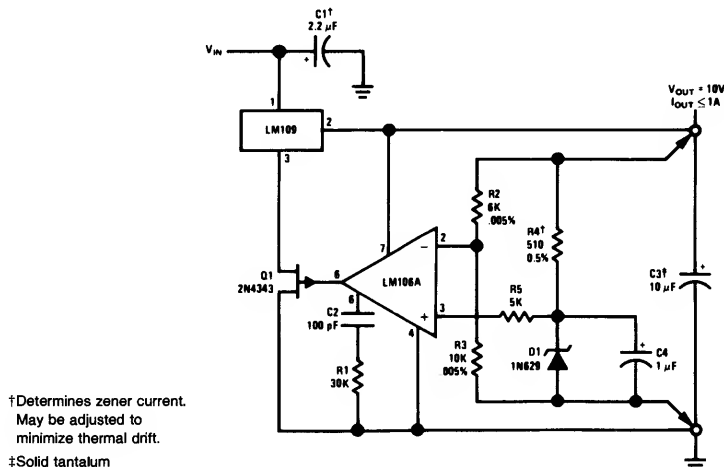 C1†
2.2 µF
+
VIN
1
LM109
2
3
VOUT = 10V
IOUT ≤ 1A
R2
6K
.005%
R4†
510
0.5%
7
2
−
Q1
2N4343
6
LM106A
6
C2
100 pF
+
3
4
R5
5K
R3
10K
.005%
D1
1N629
+
C4
1 µF
+
C3‡
10 µF
R1
30K
†Determines zener current.
May be adjusted to
minimize thermal drift.
‡Solid tantalum